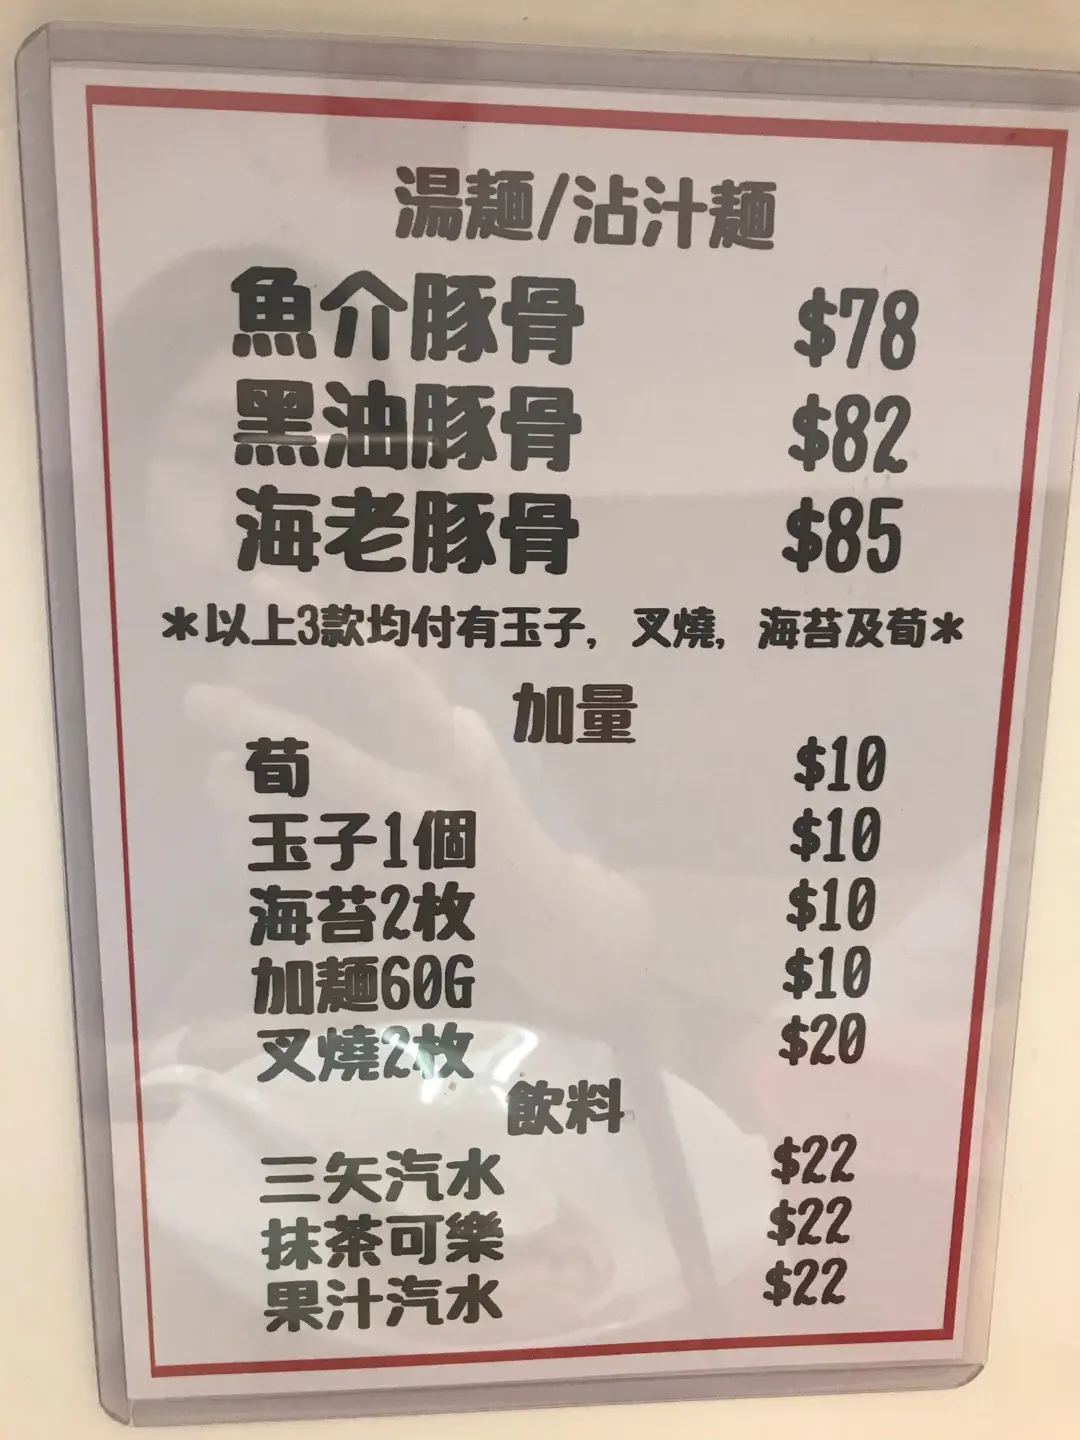 湯麵/沾汁麵
魚介豚骨 $78
黑油豚骨 $82
海老豚骨 $85
*以上3款均付有玉子, 叉燒, 海苔及荀*
加量
荀 $10
玉子1個 $10
海苔2枚 $10
加麵60G $10
叉燒2枚 $20
飲料
三矢汽水 $22
抹茶可樂 $22
果汁汽水 $22